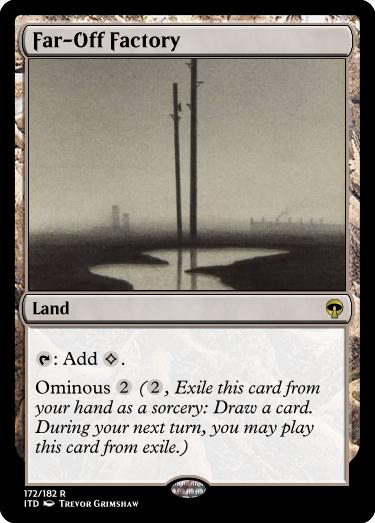 Far-Off Factory
Land
: Add .
Ominous 2 (2, Exile this card from
your hand as a sorcery: Draw a card.
During your next turn, you may play
this card from exile.)
172/182 R
ITD Trevor Grimshaw